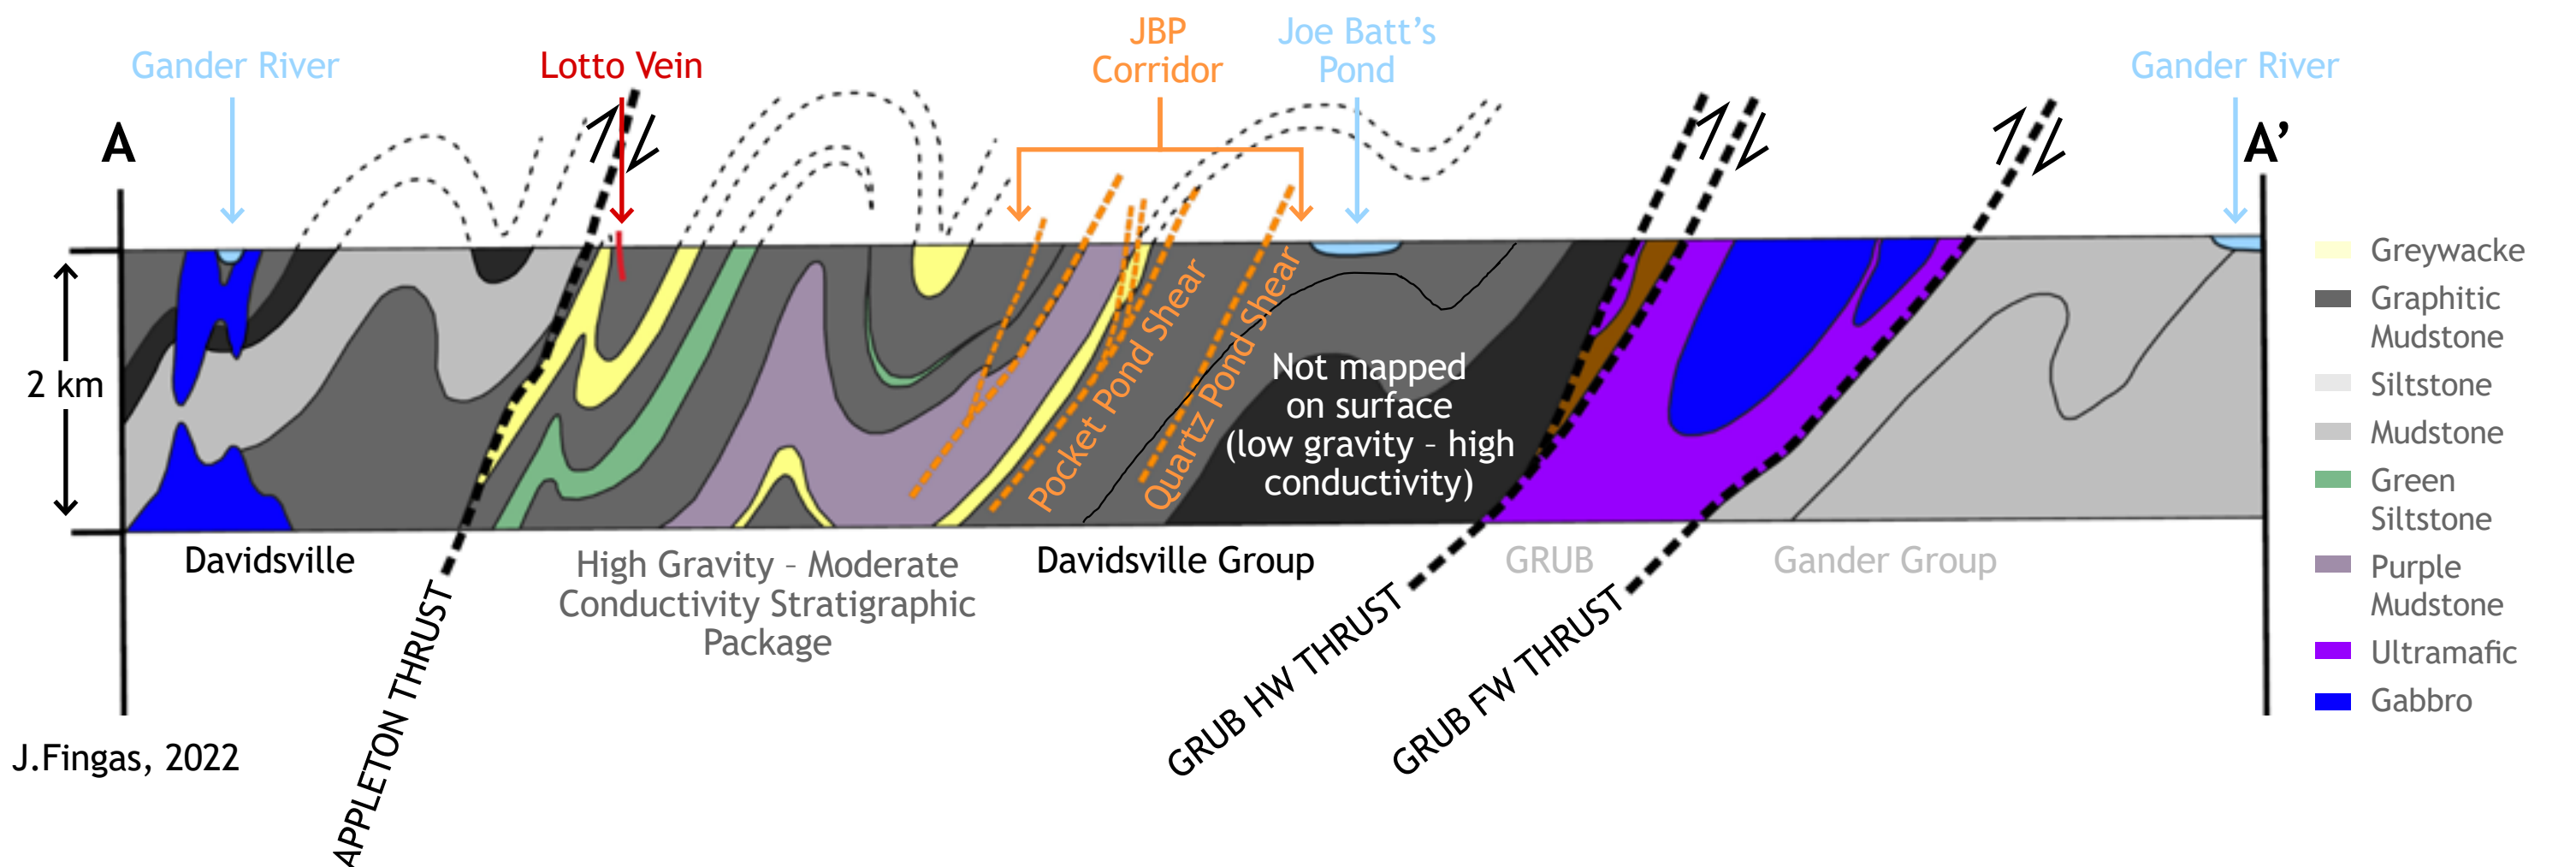 Gander River
Lotto Vein
JBP
Corridor
Joe Batt's
Pond
Gander River
A
A'
2 km
Pocket Pond Shear
Quartz Pond Shear
Not mapped
on surface
(low gravity – high
conductivity)
Davidsville
High Gravity – Moderate
Conductivity Stratigraphic
Package
Davidsville Group
GRUB
Gander Group
APPLETON THRUST
GRUB HW THRUST
GRUB FW THRUST
J.Fingas, 2022
Greywacke
Graphitic
Mudstone
Siltstone
Mudstone
Green
Siltstone
Purple
Mudstone
Ultramafic
Gabbro